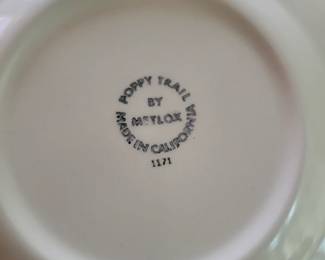 POPPY TRAIL
BY
METLOX
MADE IN CALIFORNIA
1171